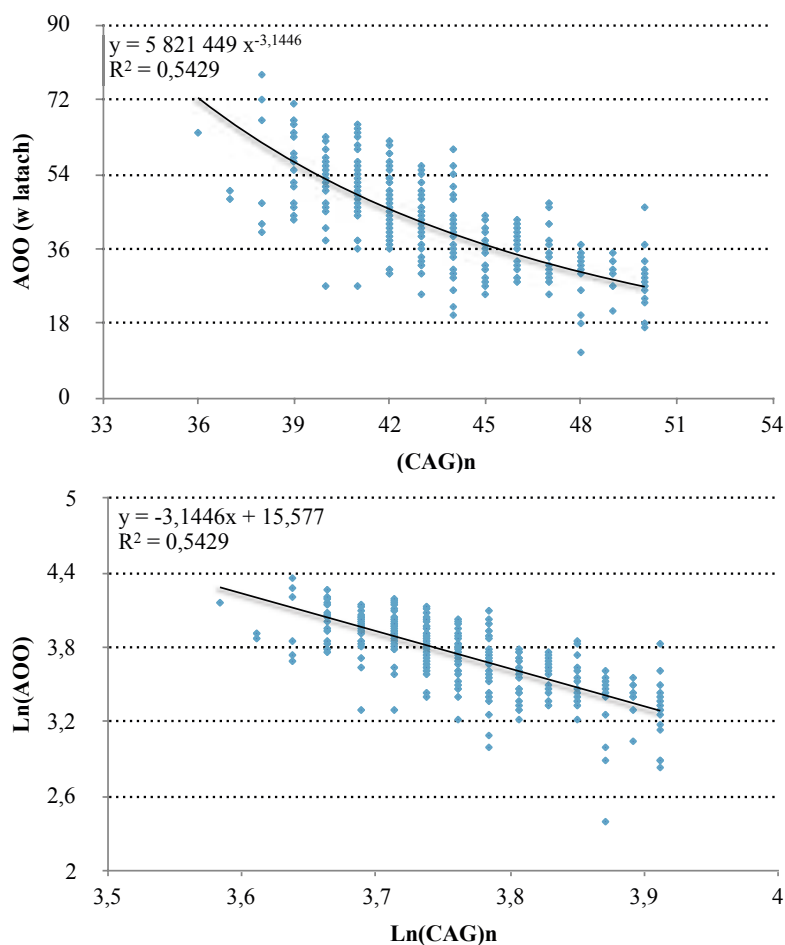 90
y = 5 821 449 x^-3,1446
R² = 0,5429
72
54
36
18
0
AOO (w latach)
33 36 39 42 45 48 51 54
(CAG)n
5
y = -3,1446x + 15,577
R² = 0,5429
4,4
3,8
3,2
2,6
2
Ln(AOO)
3,5 3,6 3,7 3,8 3,9 4
Ln(CAG)n